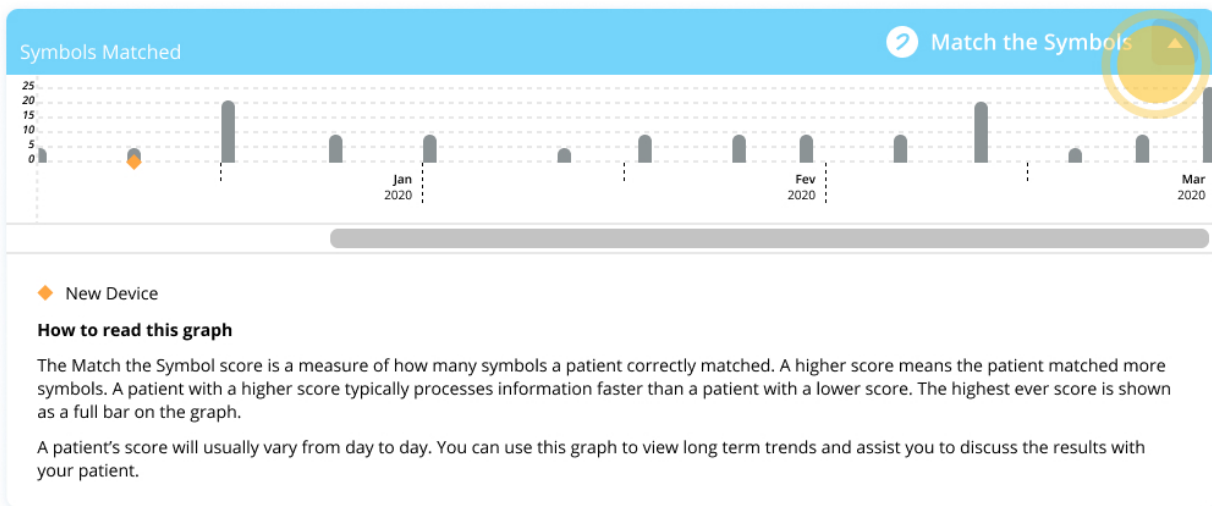 Symbols Matched
Match the Symbols
25
20
15
10
5
0
Jan
2020
Fev
2020
Mar
2020
New Device
How to read this graph
The Match the Symbol score is a measure of how many symbols a patient correctly matched. A higher score means the patient matched more
symbols. A patient with a higher score typically processes information faster than a patient with a lower score. The highest ever score is shown
as a full bar on the graph.
A patient's score will usually vary from day to day. You can use this graph to view long term trends and assist you to discuss the results with
your patient.